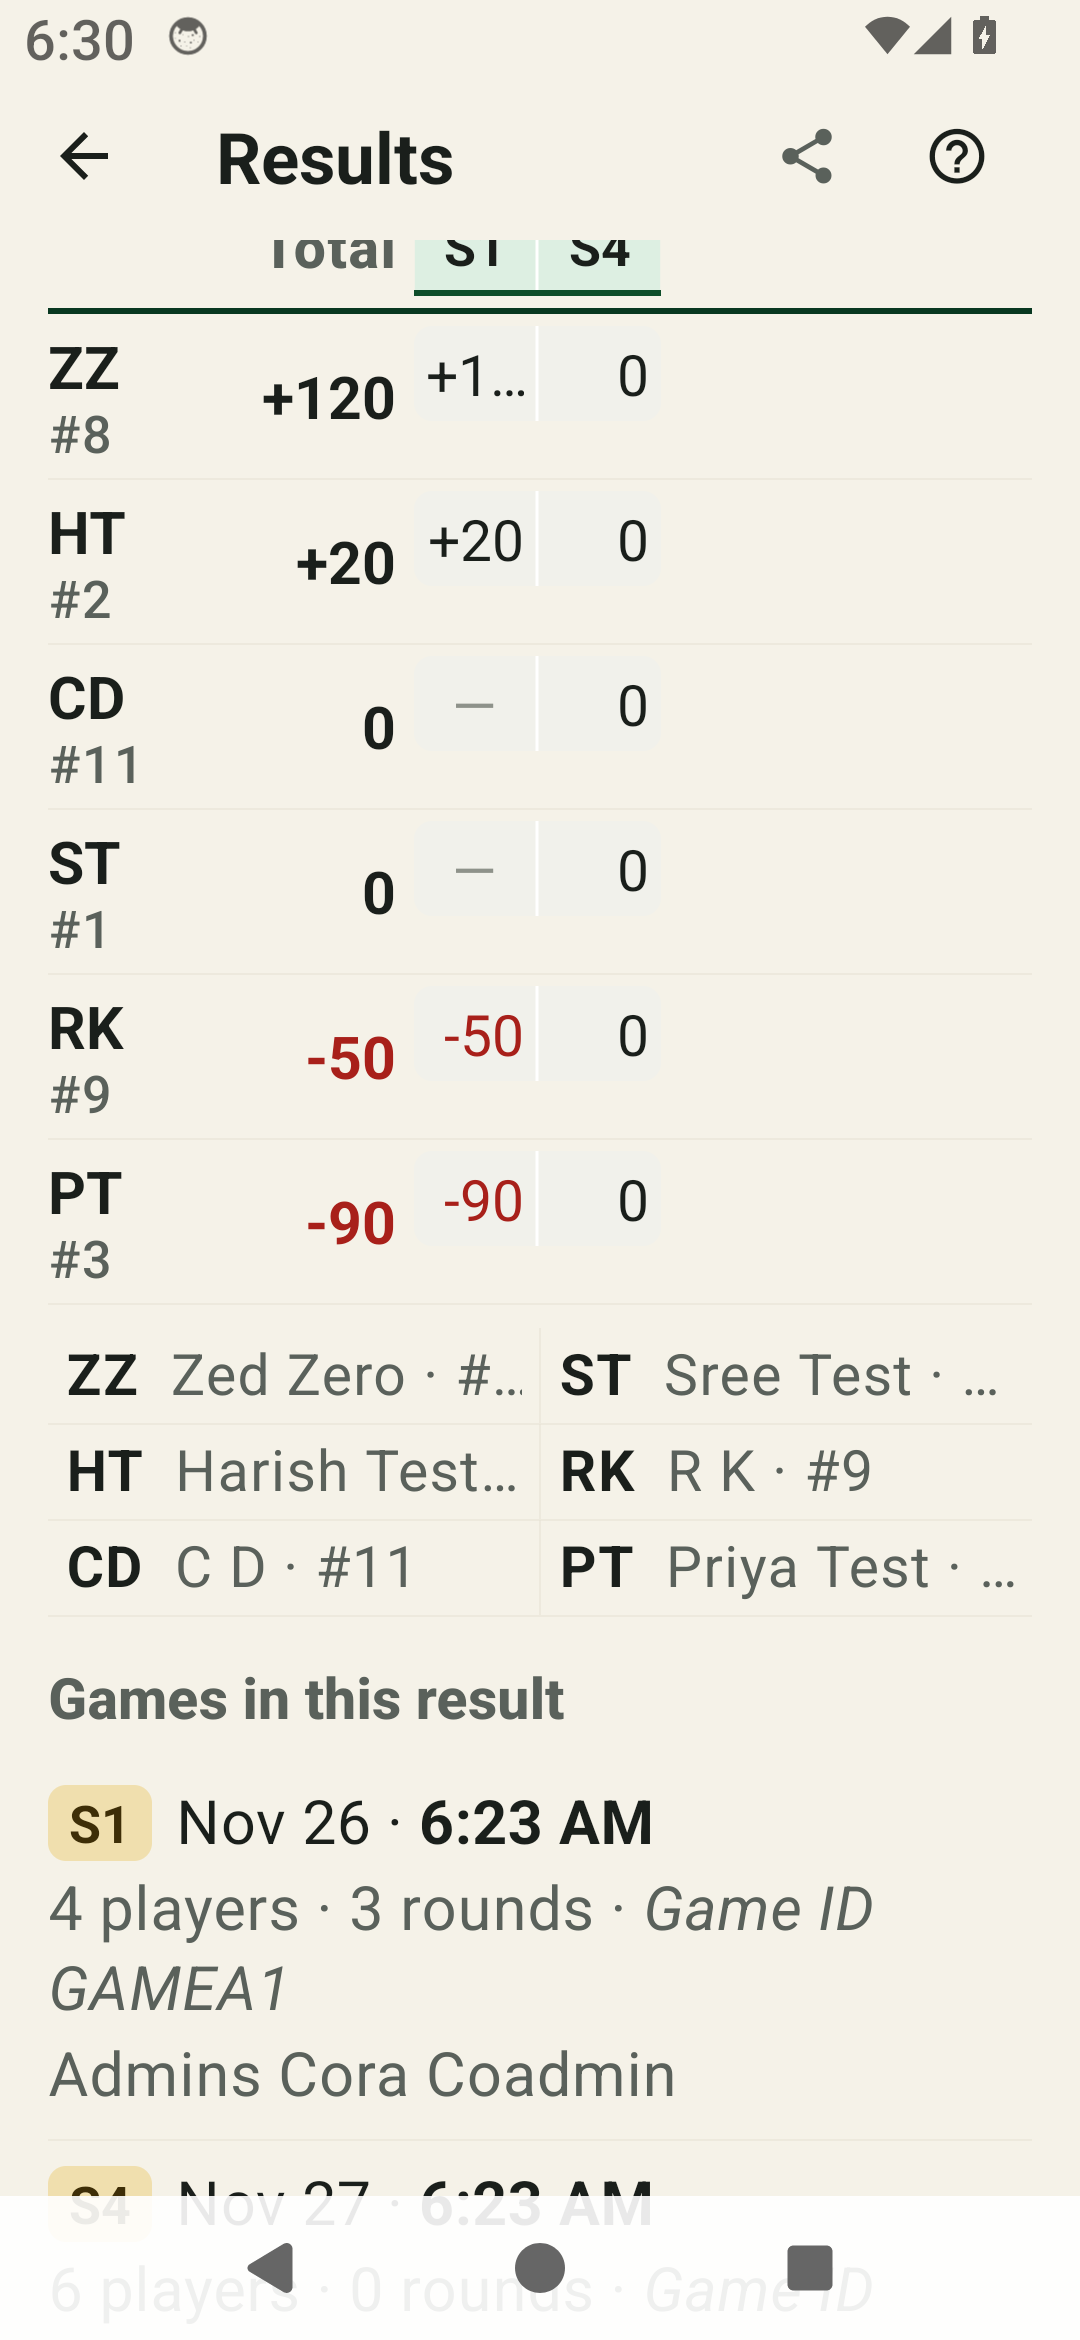 6:30
Results
Total S1 S4
ZZ +120 +1… 0
#8
HT +20 +20 0
#2
CD 0 — 0
#11
ST 0 — 0
#1
RK -50 -50 0
#9
PT -90 -90 0
#3
ZZ Zed Zero · #… ST Sree Test · …
HT Harish Test… RK R K · #9
CD C D · #11 PT Priya Test · …
Games in this result
S1 Nov 26 · 6:23 AM
4 players · 3 rounds · Game ID
GAMEA1
Admins Cora Coadmin
S4 Nov 27 · 6:23 AM
6 players · 0 rounds · Game ID